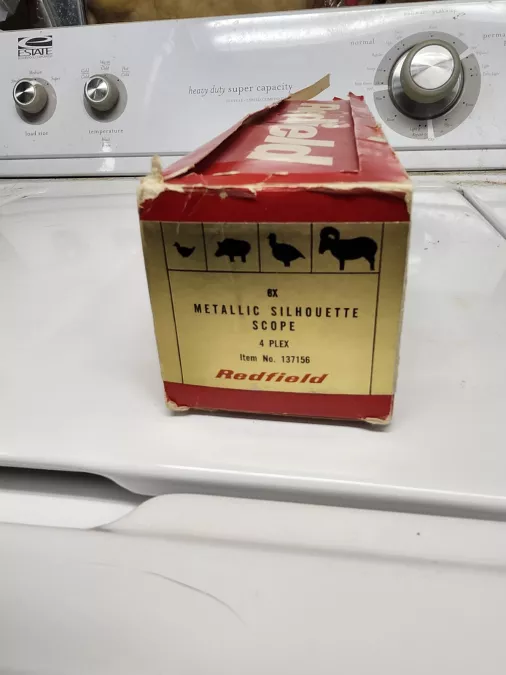 ESTATE
heavy duty super capacity
normal
load size
temperature
Redfield
6X
METALLIC SILHOUETTE
SCOPE
4 PLEX
Item No. 137156
Redfield